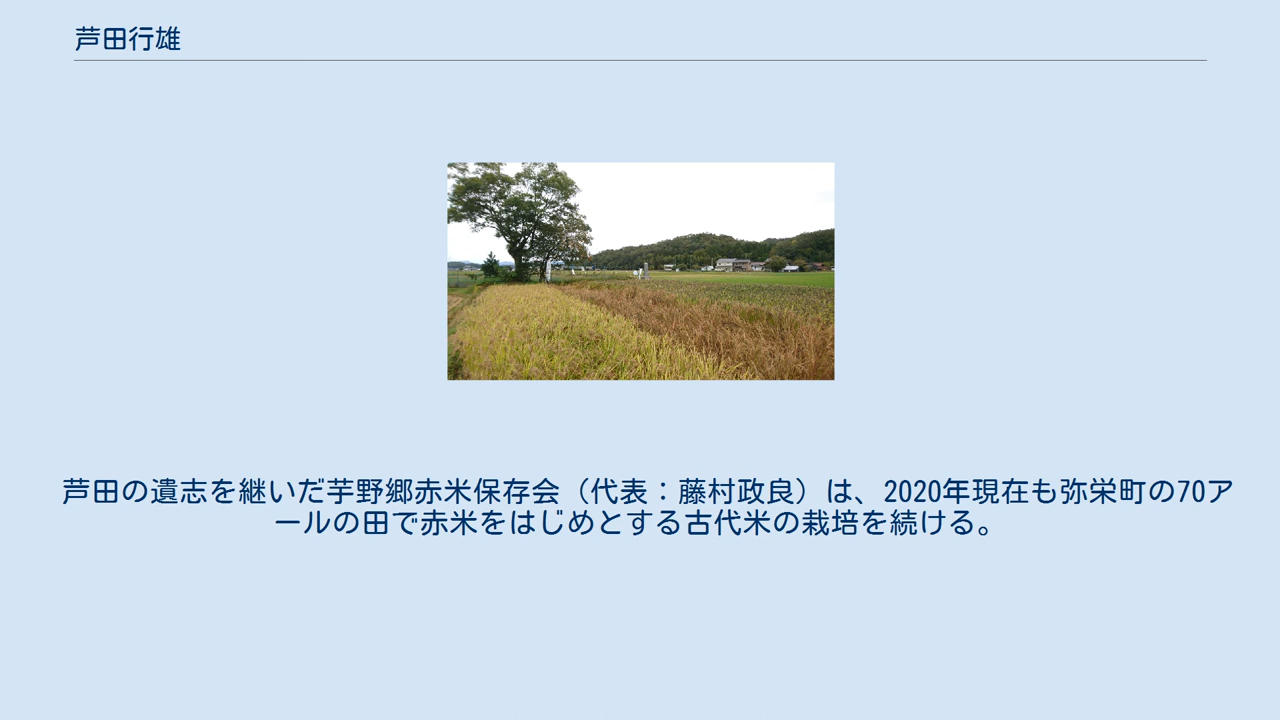 芦田行雄
芦田の遺志を継いだ芋野郷赤米保存会（代表：藤村政良）は、2020年現在も弥栄町の70ア
ールの田で赤米をはじめとする古代米の栽培を続ける。